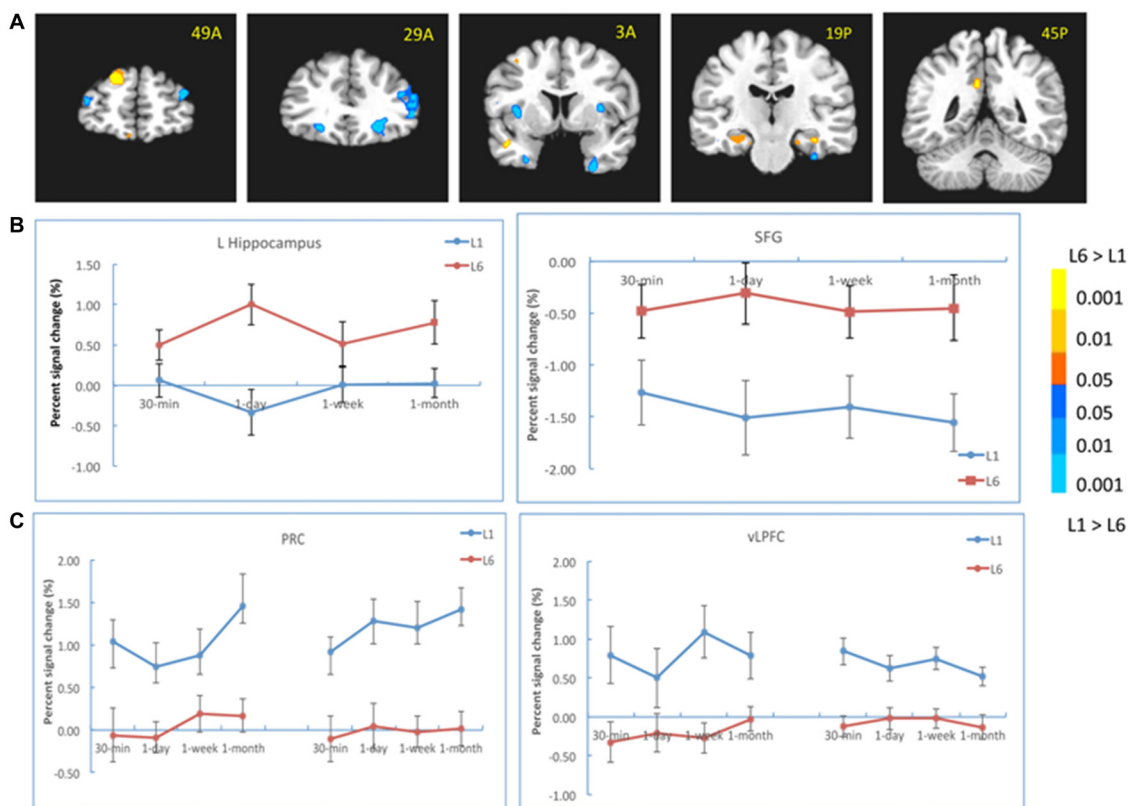 A
49A
29A
3A
19P
45P
B
L Hippocampus
L1
L6
Percent signal change (%)
1.50
1.00
0.50
0.00
-0.50
-1.00
30-min
1-day
1-week
1-month
SFG
Percent signal change (%)
0.00
-0.50
-1.00
-1.50
-2.00
30-min
1-day
1-week
1-month
L1
L6
L6 > L1
0.001
0.01
0.05
0.05
0.01
0.001
L1 > L6
C
PRC
L1
L6
Percent signal change (%)
2.00
1.50
1.00
0.50
0.00
-0.50
30-min
1-day
1-week
1-month
30-min
1-day
1-week
1-month
vLPFC
L1
L6
Percent signal change (%)
2.00
1.50
1.00
0.50
0.00
-0.50
-1.00
30-min
1-day
1-week
1-month
30-min
1-day
1-week
1-month